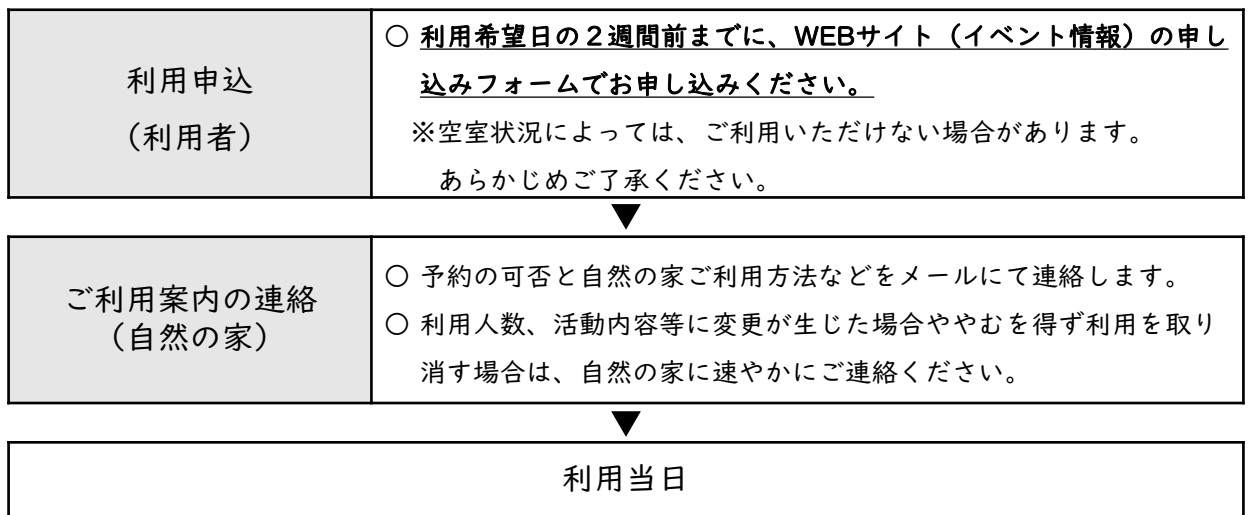 利用申込
（利用者）
○ 利用希望日の２週間前までに、WEBサイト（イベント情報）の申し
込みフォームでお申し込みください。
※空室状況によっては、ご利用いただけない場合があります。
あらかじめご了承ください。
▼
ご利用案内の連絡
（自然の家）
○ 予約の可否と自然の家ご利用方法などをメールにて連絡します。
○ 利用人数、活動内容等に変更が生じた場合ややむを得ず利用を取り
消す場合は、自然の家に速やかにご連絡ください。
▼
利用当日